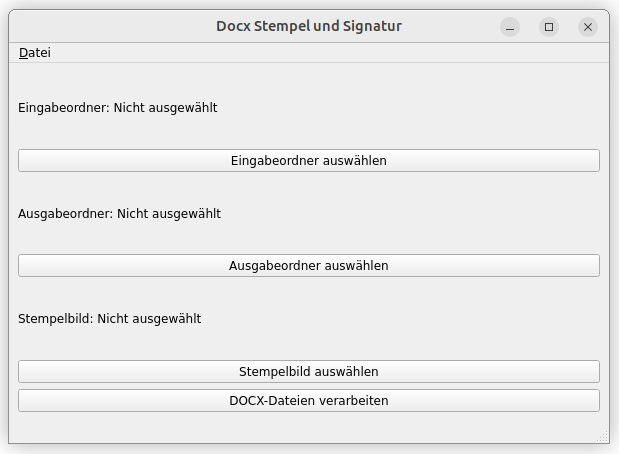 Docx Stempel und Signatur
Datei
Eingabeordner: Nicht ausgewählt
Eingabeordner auswählen
Ausgabeordner: Nicht ausgewählt
Ausgabeordner auswählen
Stempelbild: Nicht ausgewählt
Stempelbild auswählen
DOCX-Dateien verarbeiten